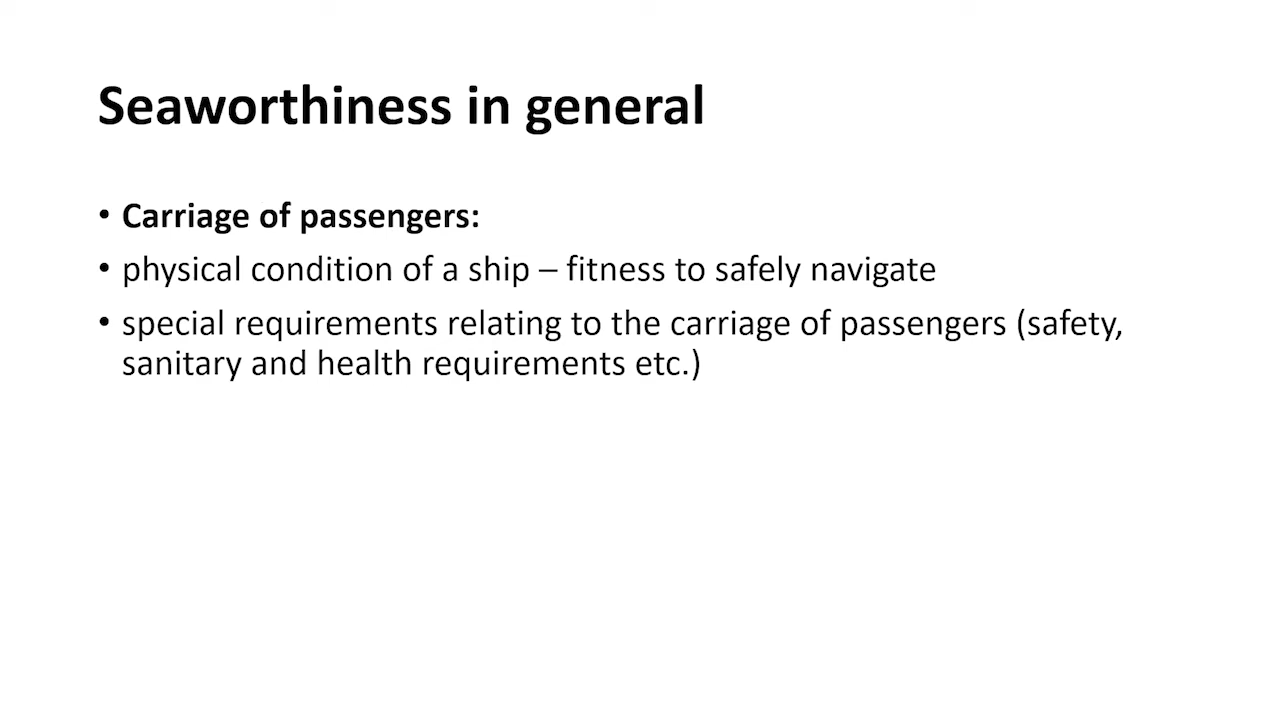 Seaworthiness in general
• Carriage of passengers:
• physical condition of a ship – fitness to safely navigate
• special requirements relating to the carriage of passengers (safety,
sanitary and health requirements etc.)